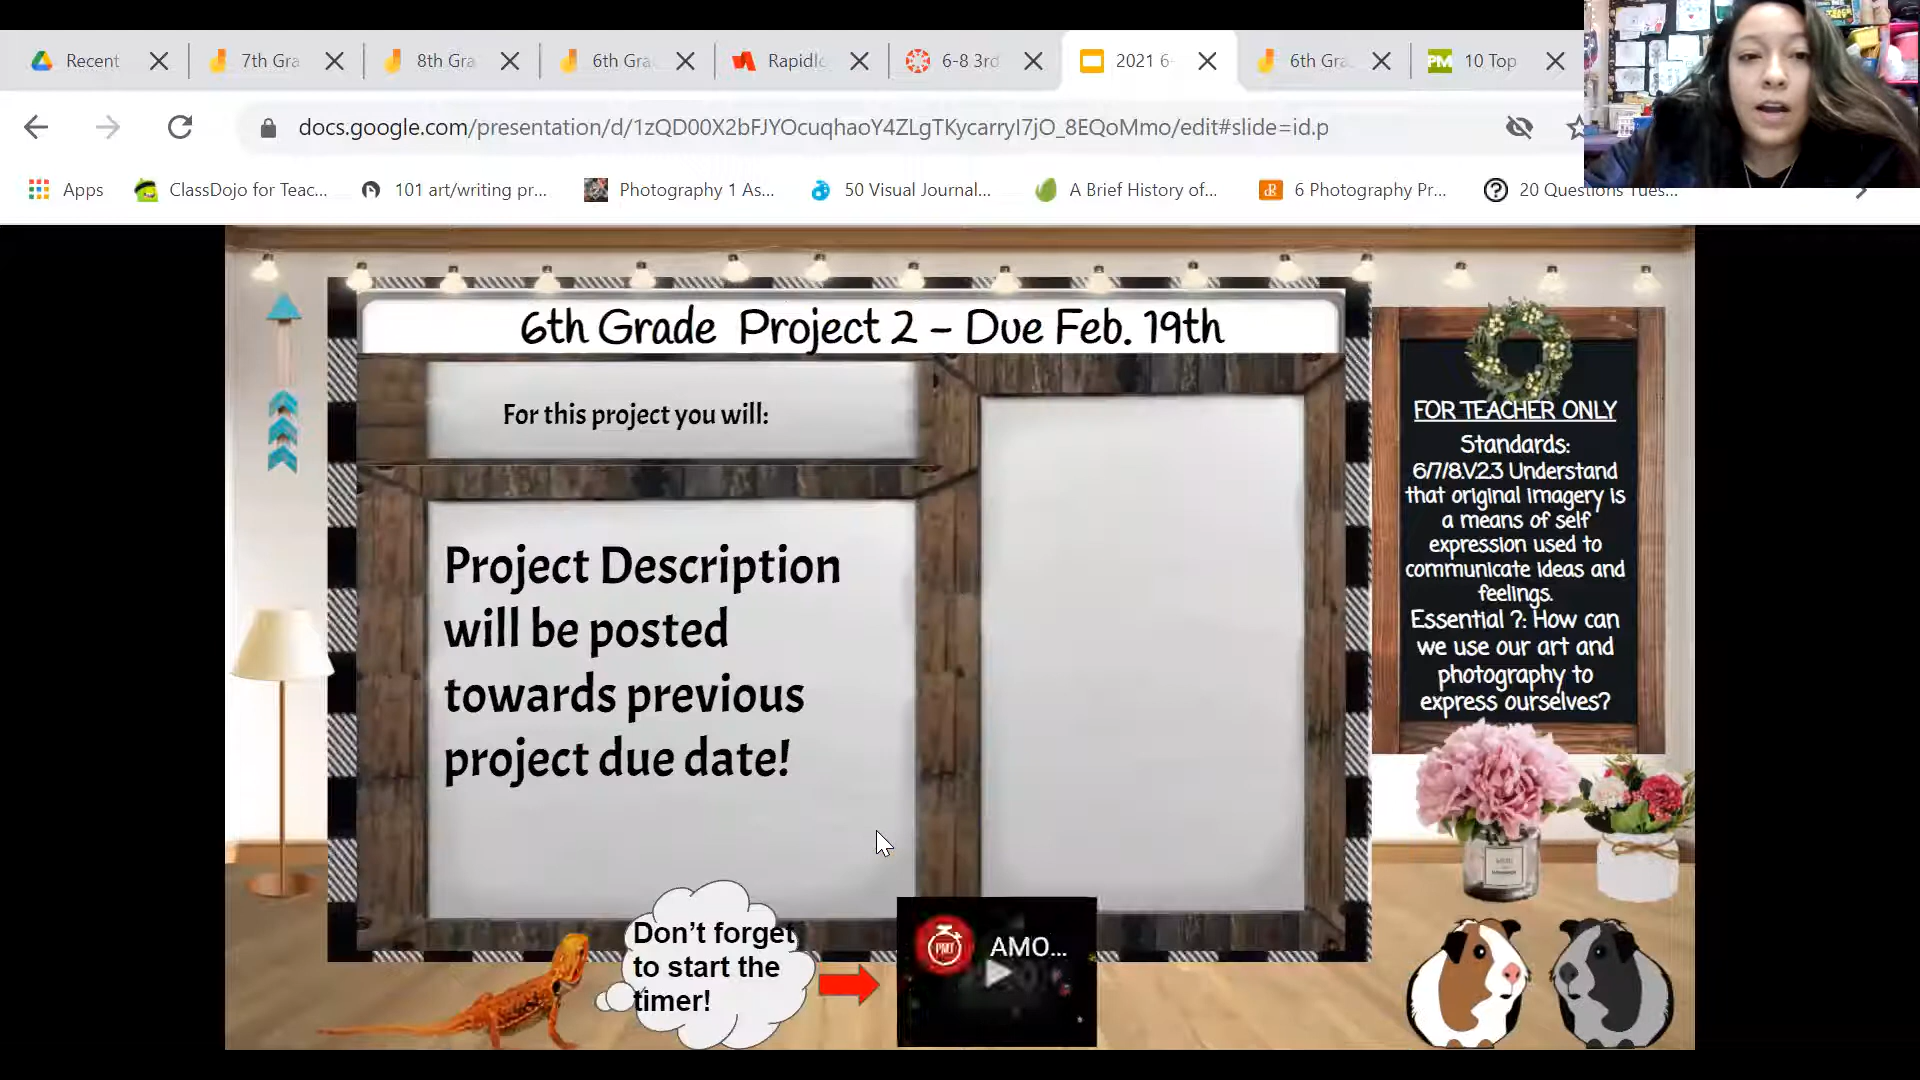 Recent
7th Gra
8th Gra
6th Gra
Rapidlo
6-8 3rd
2021 6-
6th Gra
PM 10 Top
docs.google.com/presentation/d/1zQD00X2bFJYOcuqhaoY4ZLgTKycarryI7jO_8EQoMmo/edit#slide=id.p
Apps
ClassDojo for Teac...
101 art/writing pr...
Photography 1 As...
50 Visual Journal...
A Brief History of...
6 Photography Pr...
20 Questions Tues...
6th Grade Project 2 - Due Feb. 19th
For this project you will:
Project Description
will be posted
towards previous
project due date!
FOR TEACHER ONLY
Standards:
6/7/8.V.2.3 Understand
that original imagery is
a means of self
expression used to
communicate ideas and
feelings.
Essential ?: How can
we use our art and
photography to
express ourselves?
Don't forget
to start the
timer!
AMO...